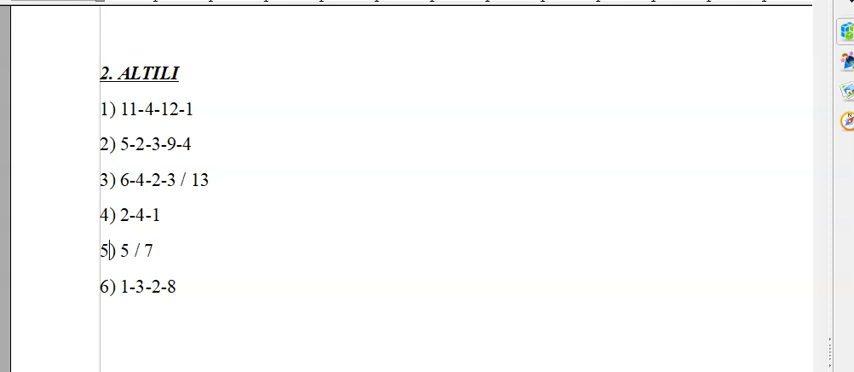 2. ALTILI
1) 11-4-12-1
2) 5-2-3-9-4
3) 6-4-2-3 / 13
4) 2-4-1
5) 5 / 7
6) 1-3-2-8